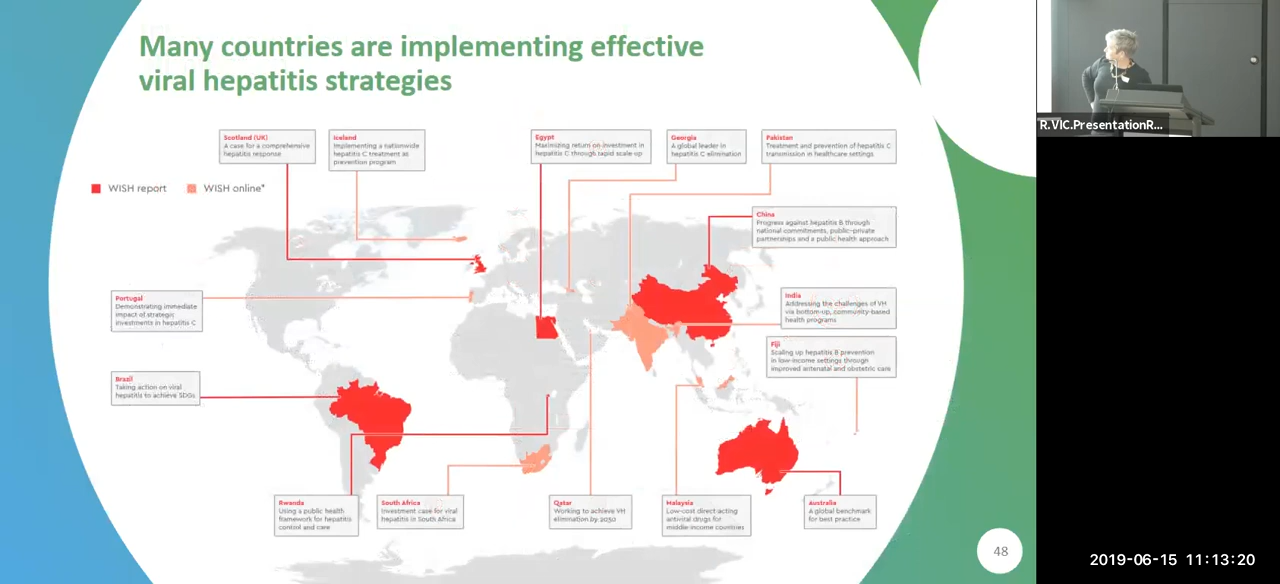 Many countries are implementing effective
viral hepatitis strategies
Scotland (UK)
A case for a comprehensive
hepatitis response
Iceland
Implementing a nationwide
hepatitis C treatment as
prevention program
Egypt
Maximizing return on investment in
hepatitis C through rapid scale-up
Georgia
A global leader in
hepatitis C elimination
Pakistan
Treatment and prevention of hepatitis C
transmission in healthcare settings
WISH report
WISH online*
China
Progress against hepatitis B through
national commitments, public-private
partnerships and a public health approach
Portugal
Demonstrating immediate
impact of strategic
investments in hepatitis C
India
Addressing the challenges of VH
via bottom-up, community-based
health programs
Fiji
Scaling up hepatitis B prevention
in low-income settings through
improved antenatal and obstetric care
Brazil
Taking action on viral
hepatitis to achieve SDGs
Rwanda
Using a public health
framework for hepatitis
control and care
South Africa
Investment case for viral
hepatitis in South Africa
Qatar
Working to achieve VH
elimination by 2030
Malaysia
Low-cost direct-acting
antiviral drugs for
middle-income countries
Australia
A global benchmark
for best practice
48
R.VIC.PresentationR...
2019-06-15 11:13:20